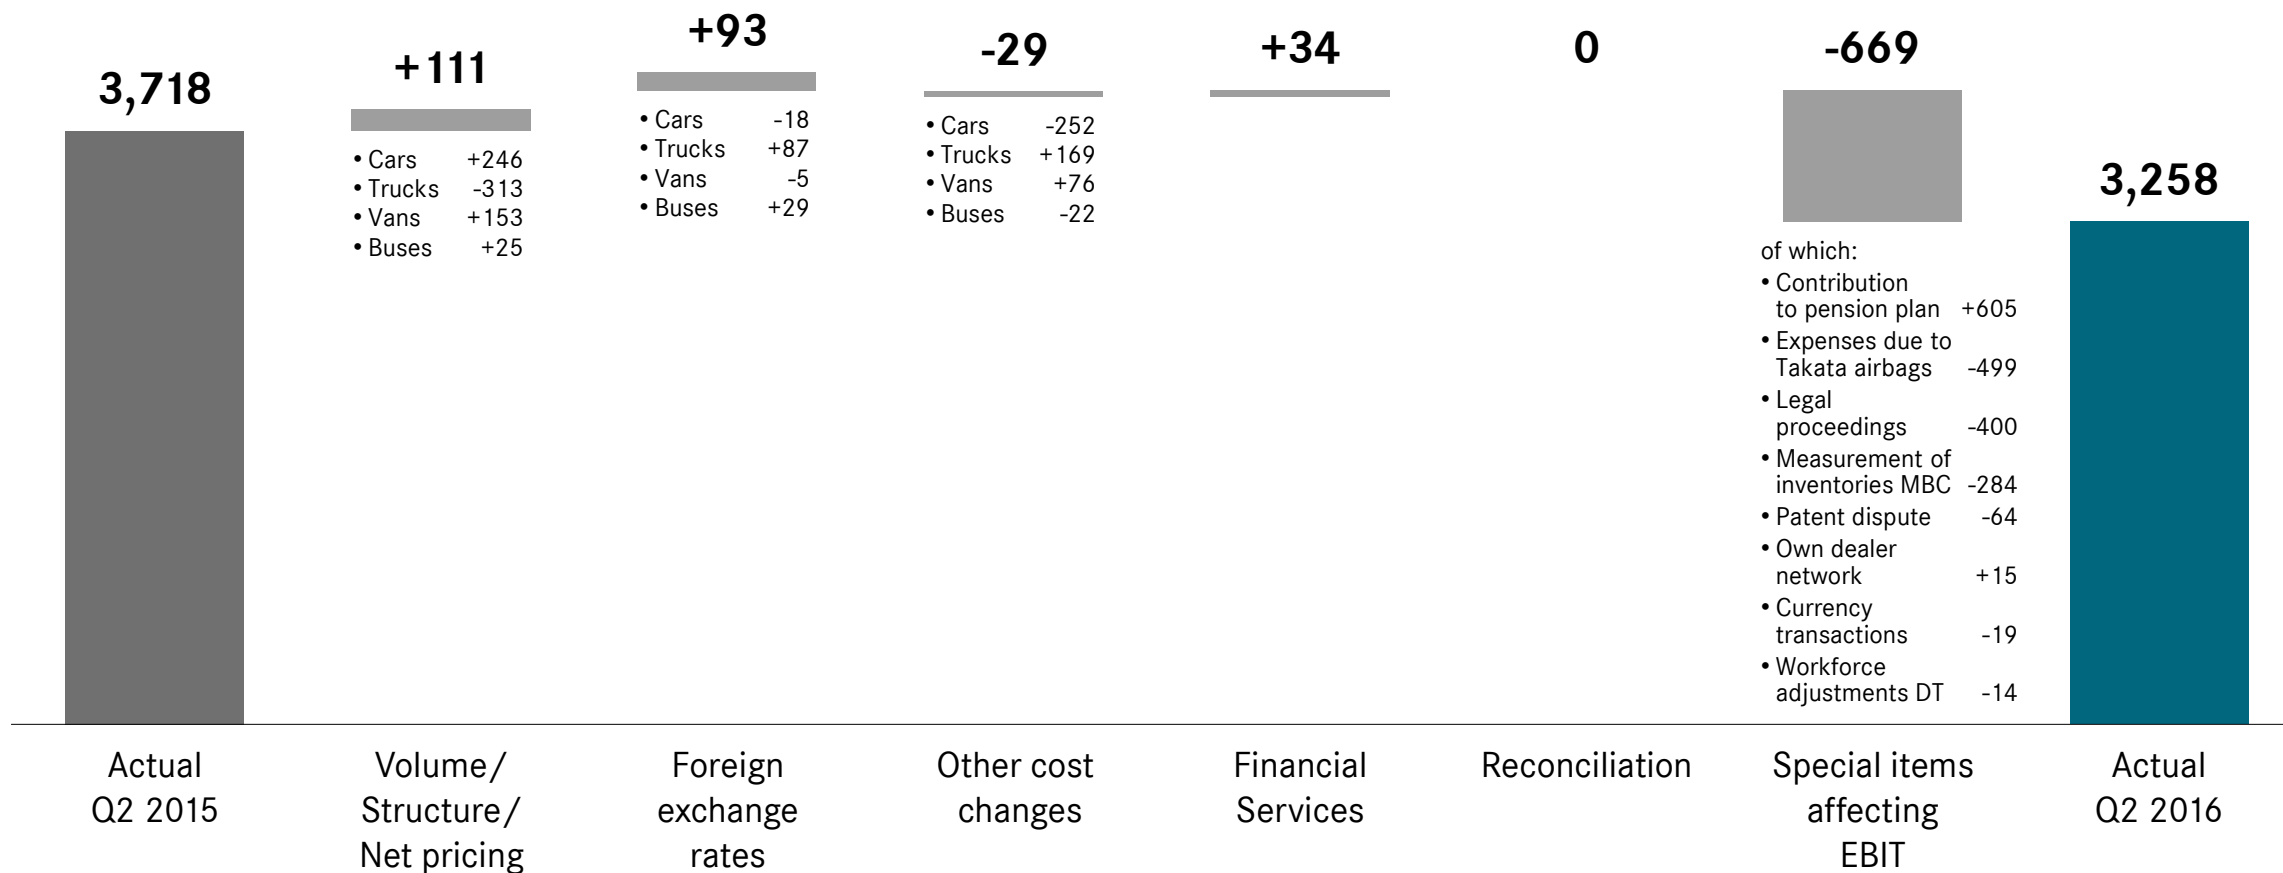 3,718
Actual
Q2 2015
+111
• Cars +246
• Trucks -313
• Vans +153
• Buses +25
Volume/
Structure/
Net pricing
+93
• Cars -18
• Trucks +87
• Vans -5
• Buses +29
Foreign
exchange
rates
-29
• Cars -252
• Trucks +169
• Vans +76
• Buses -22
Other cost
changes
+34
Financial
Services
0
Reconciliation
-669
of which:
• Contribution
to pension plan +605
• Expenses due to
Takata airbags -499
• Legal
proceedings -400
• Measurement of
inventories MBC -284
• Patent dispute -64
• Own dealer
network +15
• Currency
transactions -19
• Workforce
adjustments DT -14
Special items
affecting
EBIT
3,258
Actual
Q2 2016